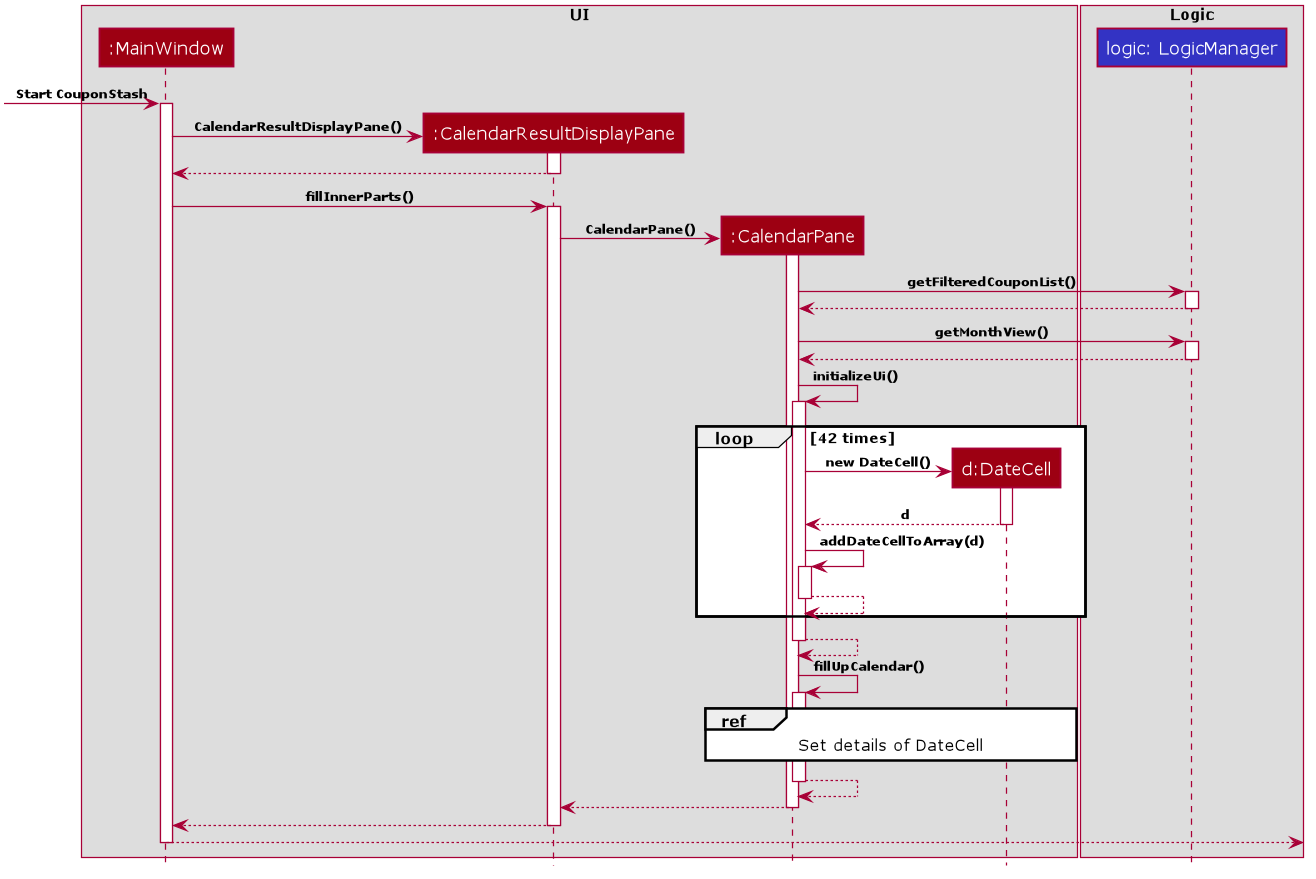 UI
Logic
:MainWindow
logic: LogicManager
Start CouponStash
CalendarResultDisplayPane()
:CalendarResultDisplayPane
fillInnerParts()
CalendarPane()
:CalendarPane
getFilteredCouponList()
getMonthView()
initializeUi()
loop
[42 times]
new DateCell()
d:DateCell
d
addDateCellToArray(d)
fillUpCalendar()
ref
Set details of DateCell